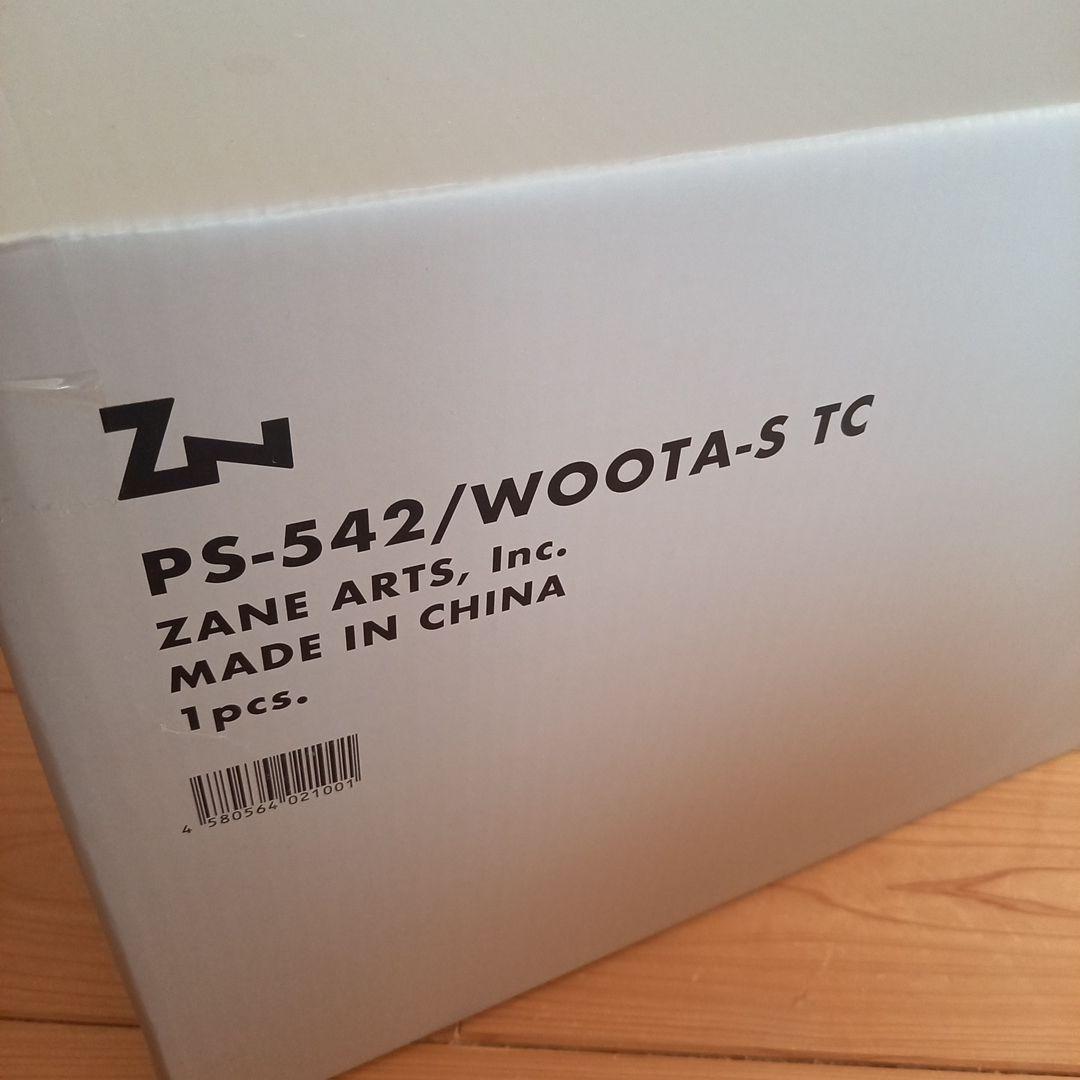 ZN
PS-542/WOOTA-S TC
ZANE ARTS, Inc.
MADE IN CHINA
1pcs.
4 580564 021001